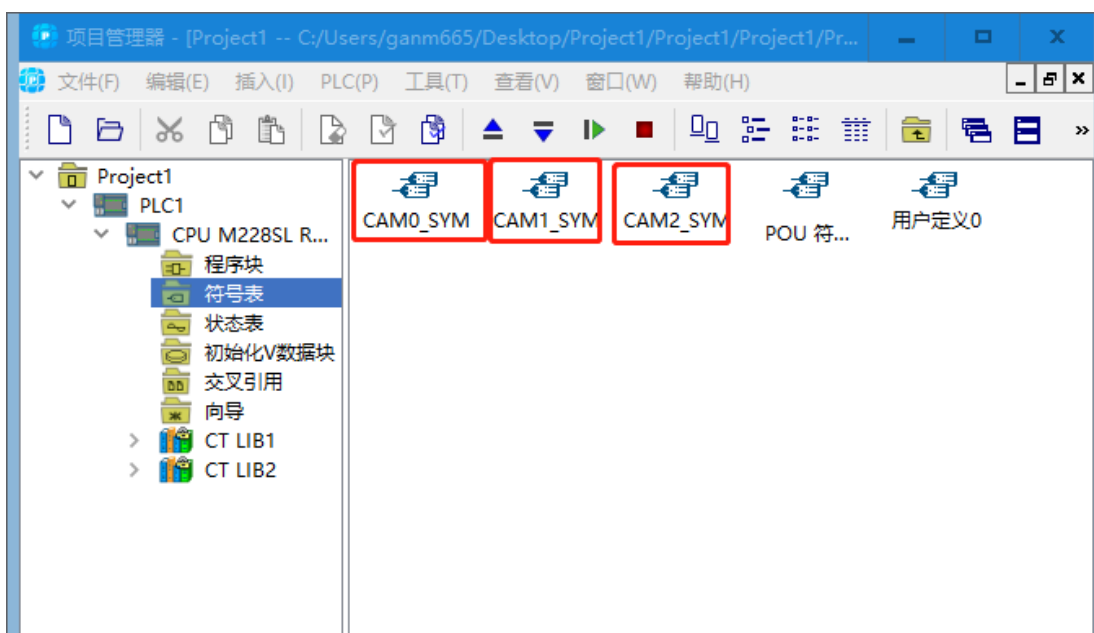 项目管理器 - [Project1 -- C:/Users/ganm665/Desktop/Project1/Project1/Project1/Pr...
文件(F) 编辑(E) 插入(I) PLC(P) 工具(T) 查看(V) 窗口(W) 帮助(H)
Project1
PLC1
CPU M228SL R...
程序块
符号表
状态表
初始化V数据块
交叉引用
向导
CT LIB1
CT LIB2
CAM0_SYM CAM1_SYM CAM2_SYM POU 符... 用户定义0